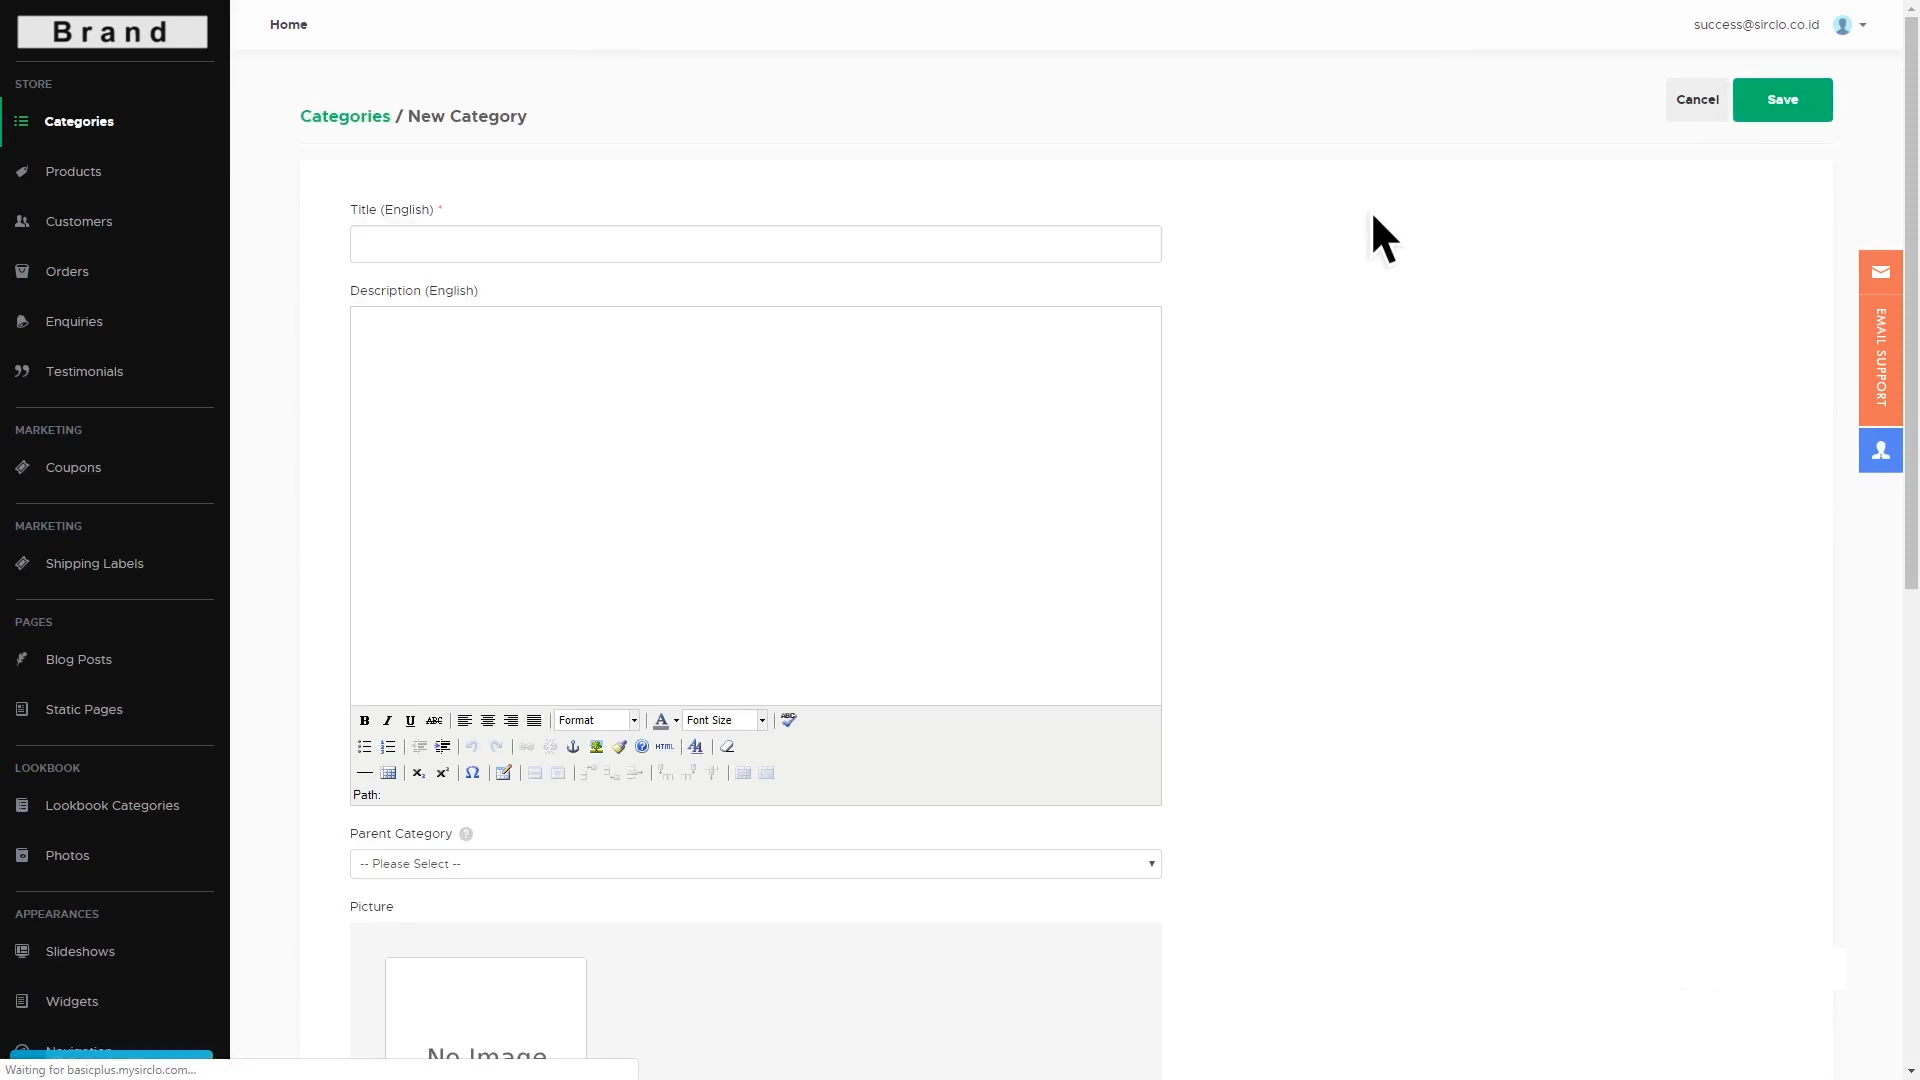 Brand
Home
success@sirclo.co.id
STORE
Categories
Products
Customers
Orders
Enquiries
Testimonials
MARKETING
Coupons
MARKETING
Shipping Labels
PAGES
Blog Posts
Static Pages
LOOKBOOK
Lookbook Categories
Photos
APPEARANCES
Slideshows
Widgets
Navigation
Waiting for basicplus.mysirclo.com...
Categories / New Category
Cancel
Save
Title (English) *
Description (English)
B I U ABC Format A Font Size ABC
HTML
Path:
Parent Category ?
-- Please Select --
Picture
No Image
EMAIL SUPPORT